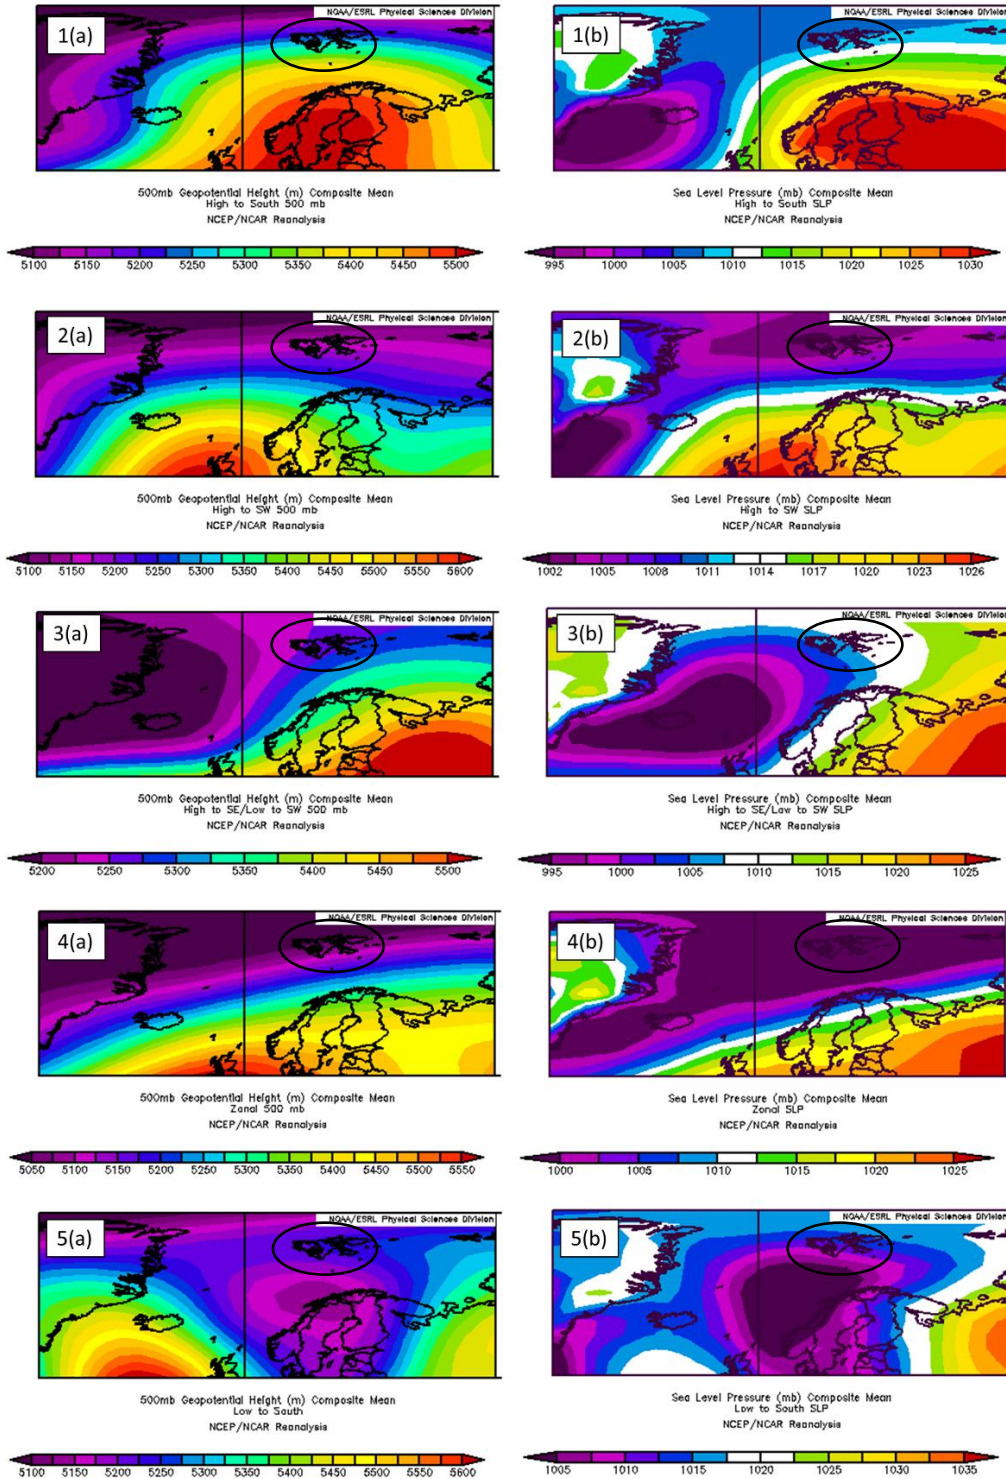 NOAA/ESRL Physical Sciences Division
1(a)
500mb Geopotential Height (m) Composite Mean
High to South 500 mb
NCEP/NCAR Reanalysis
5100 5150 5200 5250 5300 5350 5400 5450 5500
NOAA/ESRL Physical Sciences Division
1(b)
Sea Level Pressure (mb) Composite Mean
High to South SLP
NCEP/NCAR Reanalysis
995 1000 1005 1010 1015 1020 1025 1030
NOAA/ESRL Physical Sciences Division
2(a)
500mb Geopotential Height (m) Composite Mean
High to SW 500 mb
NCEP/NCAR Reanalysis
5100 5150 5200 5250 5300 5350 5400 5450 5500 5550 5600
NOAA/ESRL Physical Sciences Division
2(b)
Sea Level Pressure (mb) Composite Mean
High to SW SLP
NCEP/NCAR Reanalysis
1002 1005 1008 1011 1014 1017 1020 1023 1026
NOAA/ESRL Physical Sciences Division
3(a)
500mb Geopotential Height (m) Composite Mean
High to SE/Low to SW 500 mb
NCEP/NCAR Reanalysis
5200 5250 5300 5350 5400 5450 5500
NOAA/ESRL Physical Sciences Division
3(b)
Sea Level Pressure (mb) Composite Mean
High to SE/Low to SW SLP
NCEP/NCAR Reanalysis
995 1000 1005 1010 1015 1020 1025
NOAA/ESRL Physical Sciences Division
4(a)
500mb Geopotential Height (m) Composite Mean
Zonal 500 mb
NCEP/NCAR Reanalysis
5050 5100 5150 5200 5250 5300 5350 5400 5450 5500 5550
NOAA/ESRL Physical Sciences Division
4(b)
Sea Level Pressure (mb) Composite Mean
Zonal SLP
NCEP/NCAR Reanalysis
1000 1005 1010 1015 1020 1025
NOAA/ESRL Physical Sciences Division
5(a)
500mb Geopotential Height (m) Composite Mean
Low to South
NCEP/NCAR Reanalysis
5100 5150 5200 5250 5300 5350 5400 5450 5500 5550 5600
NOAA/ESRL Physical Sciences Division
5(b)
Sea Level Pressure (mb) Composite Mean
Low to South SLP
NCEP/NCAR Reanalysis
1005 1010 1015 1020 1025 1030 1035